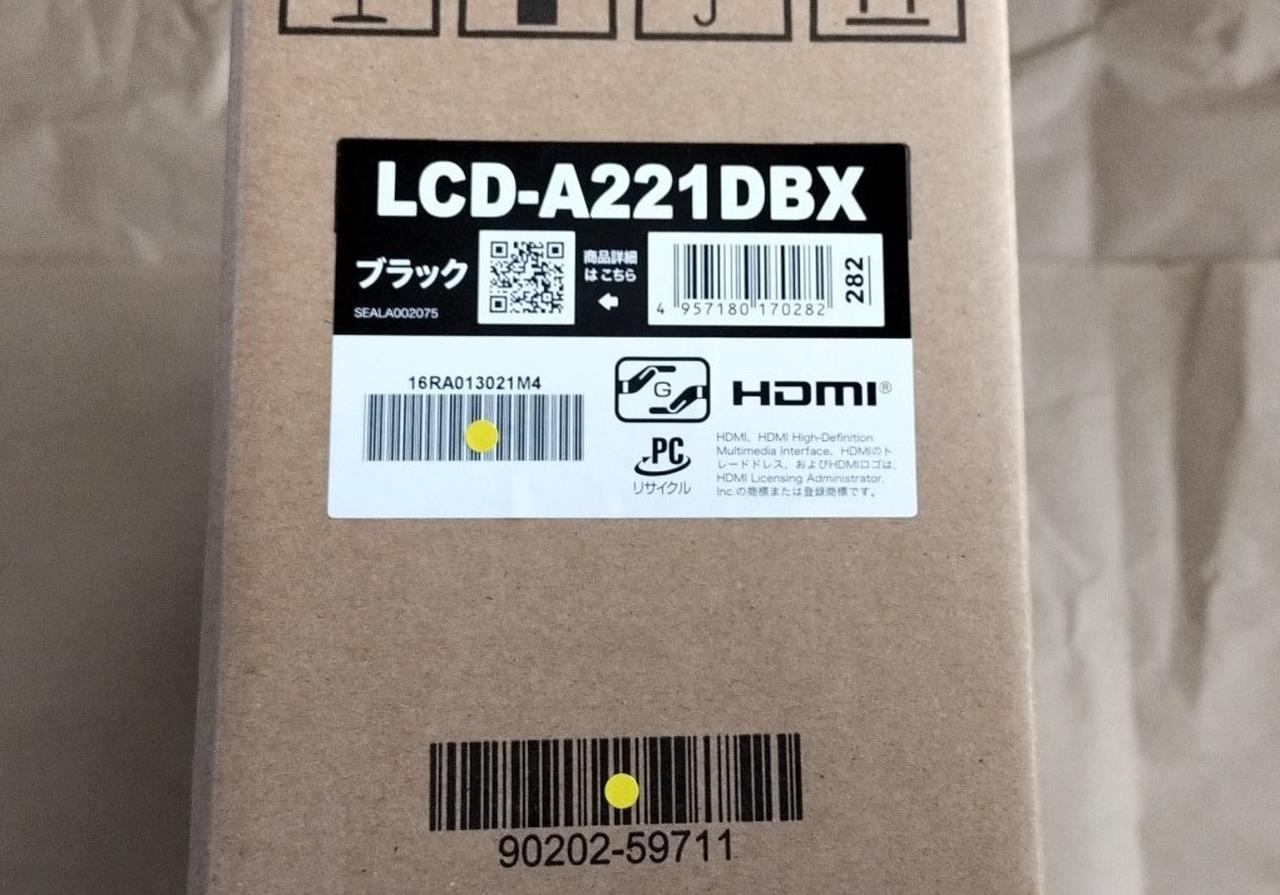 LCD-A221DBX
ブラック
SEALA002075
商品詳細
はこちら
4 957180 170282
282
16RA013021M4
G
HDMI®
PC
リサイクル
HDMI、HDMI High-Definition
Multimedia Interface、HDMIのト
レードドレス、およびHDMIロゴは、
HDMI Licensing Administrator,
Inc.の商標または登録商標です。
90202-59711